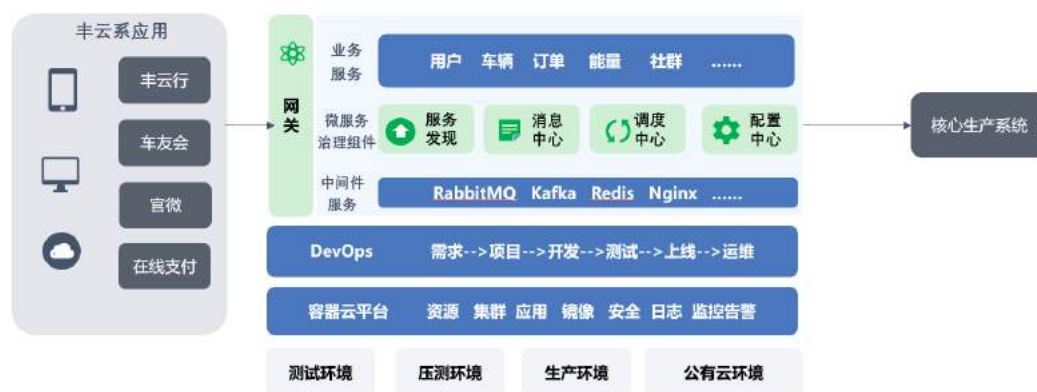 丰云系应用
丰云行
车友会
官微
在线支付
网关
业务服务
用户 车辆 订单 能量 社群 ......
微服务治理组件
服务发现
消息中心
调度中心
配置中心
中间件服务
RabbitMQ Kafka Redis Nginx ......
DevOps 需求-->项目-->开发-->测试-->上线-->运维
容器云平台 资源 集群 应用 镜像 安全 日志 监控告警
测试环境 压测环境 生产环境 公有云环境
核心生产系统